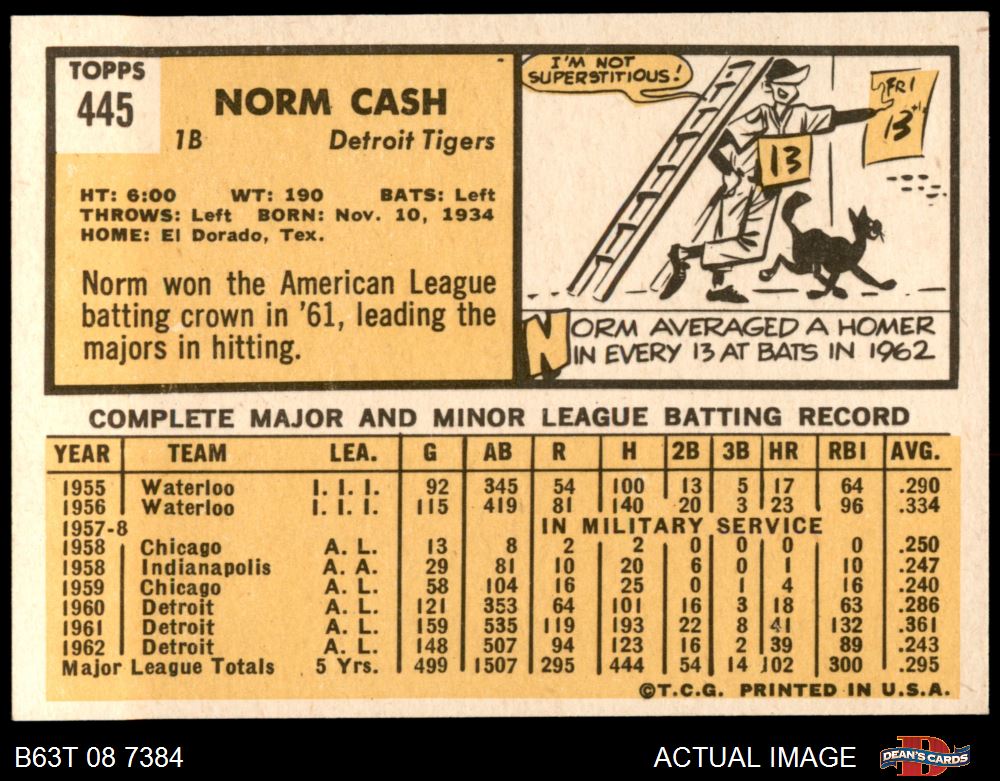 TOPPS
445
NORM CASH
1B Detroit Tigers
HT: 6:00 WT: 190 BATS: Left
THROWS: Left BORN: Nov. 10, 1934
HOME: El Dorado, Tex.
Norm won the American League
batting crown in '61, leading the
majors in hitting.
I'M NOT
SUPERSTITIOUS!
FRI
13
13
NORM AVERAGED A HOMER
IN EVERY 13 AT BATS IN 1962
COMPLETE MAJOR AND MINOR LEAGUE BATTING RECORD
YEAR TEAM LEA. G AB R H 2B 3B HR RBI AVG.
1955 Waterloo I. I. I. 92 345 54 100 13 5 17 64 .290
1956 Waterloo I. I. I. 115 419 81 140 20 3 23 96 .334
1957-8 IN MILITARY SERVICE
1958 Chicago A. L. 13 8 2 2 0 0 0 0 .250
1958 Indianapolis A. A. 29 81 10 20 6 0 1 10 .247
1959 Chicago A. L. 58 104 16 25 0 1 4 16 .240
1960 Detroit A. L. 121 353 64 101 16 3 18 63 .286
1961 Detroit A. L. 159 535 119 193 22 8 41 132 .361
1962 Detroit A. L. 148 507 94 123 16 2 39 89 .243
Major League Totals 5 Yrs. 499 1507 295 444 54 14 102 300 .295
©T.C.G. PRINTED IN U.S.A.
B63T 08 7384 ACTUAL IMAGE DEAN'S CARDS